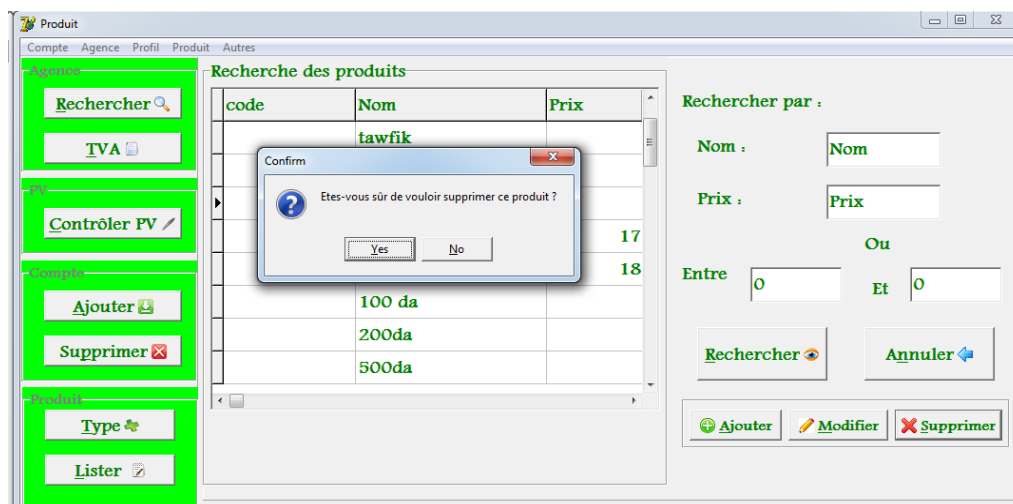 Produit
Compte Agence Profil Produit Autres
Agence
Rechercher
TVA
PV
Contrôler PV
Compte
Ajouter
Supprimer
Produit
Type
Lister
Recherche des produits
code Nom Prix
tawfik
17
18
100 da
200da
500da
Confirm
Etes-vous sûr de vouloir supprimer ce produit ?
Yes No
Rechercher par :
Nom : Nom
Prix : Prix
Ou
Entre 0 Et 0
Rechercher Annuler
Ajouter Modifier Supprimer